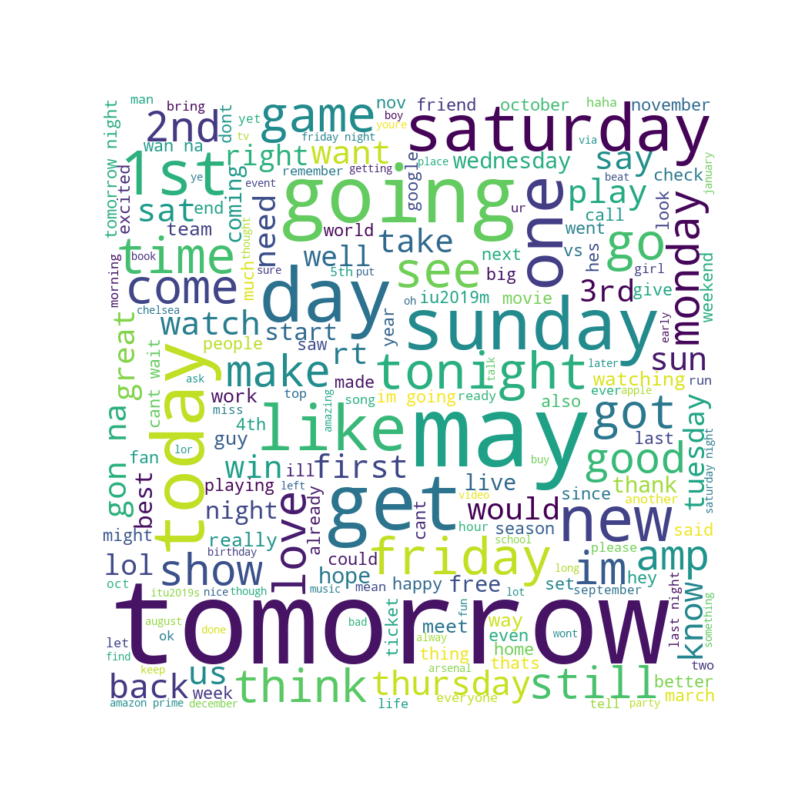 man
bring
game
nov
boy
friend
october
haha
saturday
november
2nd
yet
tv
youre
friday night
dont
via
1st
wan na
right
want
wednesday
say
place
check
tomorrow night
excited
ye
event
remember
getting
google
going
beat
january
sat
end
coming
need
ur
one
play
call
look
team
world
take
well
went
time
much
thought
see
next
vs
hes
go
girl
monday
weekend
morning
book
sure
5th
put
big
come
day
oh
iu2019m
movie
3rd
give
chelsea
watch
start
year
sunday
early
sun
great
cant wait
people
saw
rt
today
make
tonight
talk
later
watching
run
ask
made
im going
ready
ever
apple
miss
work
top
song
amazing
like
may
also
got
last
tuesday
saturday night
gon na
lor
guy
4th
fan
win
ill
first
buy
good
best
playing
left
live
since
thank
love
already
get
video
would
another
night
cant
hour
season
new
said
might
really
could
school
please
lol
show
birthday
hope
friday
long
im
hey
amp
know
last night
something
oct
itu2019s
nice
though
music
mean
happy
free
lot
set
september
tomorrow
august
done
ok
bad
ticket
alway
meet
way
fun
even
wont
home
let
find
keep
us
thing
thats
arsenal
two
back
week
think
thursday
still
better
march
amazon prime
december
life
everyone
tell
party